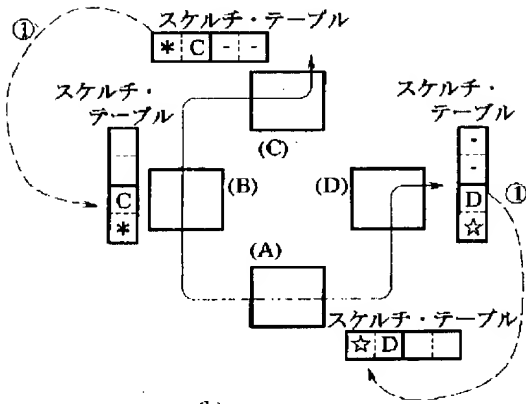 スケルチ・テーブル
①
* C - -
スケルチ・
テーブル
スケルチ・
テーブル
(C)
-
-
(B)
(D)
C
*
D
☆
①
(A)
スケルチ・テーブル
☆ D